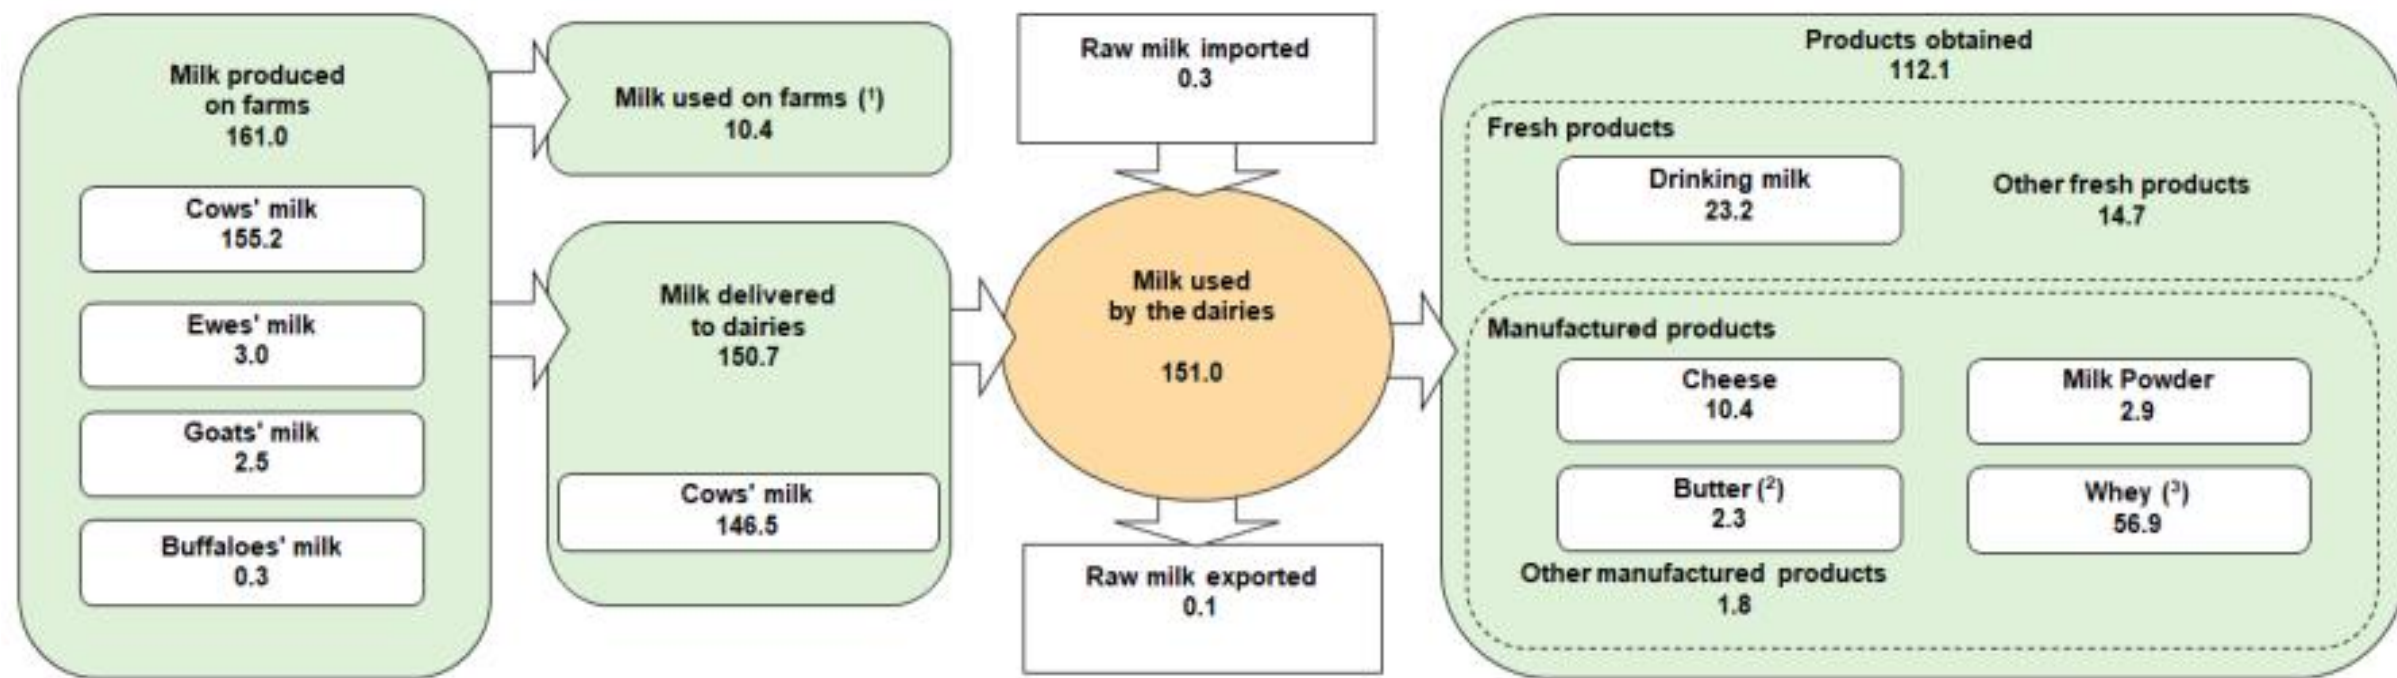 Milk produced
on farms
161.0
Cows' milk
155.2
Ewes' milk
3.0
Goats' milk
2.5
Buffaloes' milk
0.3
Milk used on farms (¹)
10.4
Milk delivered
to dairies
150.7
Cows' milk
146.5
Raw milk imported
0.3
Milk used
by the dairies
151.0
Raw milk exported
0.1
Products obtained
112.1
Fresh products
Drinking milk
23.2
Other fresh products
14.7
Manufactured products
Cheese
10.4
Milk Powder
2.9
Butter (²)
2.3
Whey (³)
56.9
Other manufactured products
1.8